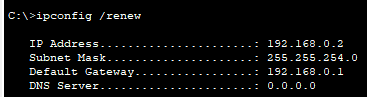 C:\>ipconfig /renew
IP Address......................: 192.168.0.2
Subnet Mask.....................: 255.255.254.0
Default Gateway.................: 192.168.0.1
DNS Server......................: 0.0.0.0